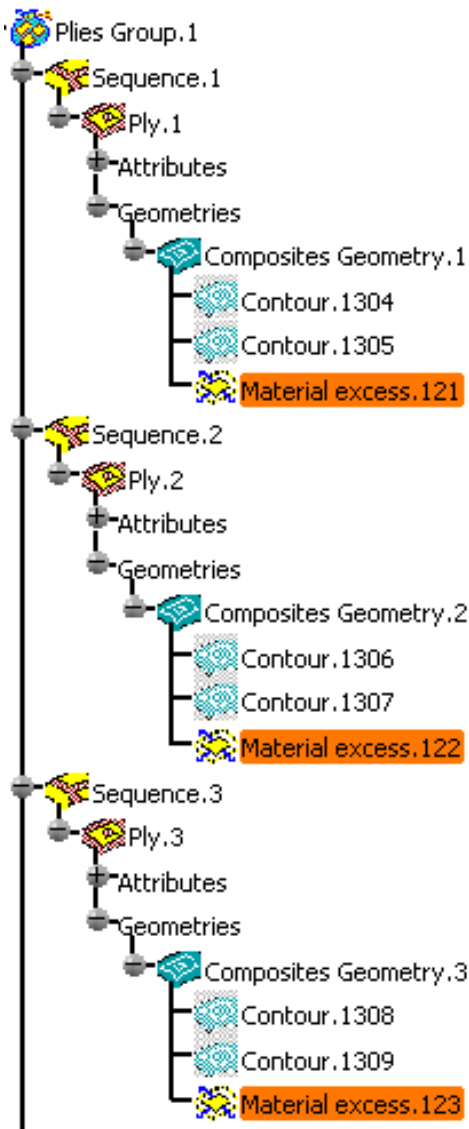 Plies Group.1
Sequence.1
Ply.1
Attributes
Geometries
Composites Geometry.1
Contour.1304
Contour.1305
Material excess.121
Sequence.2
Ply.2
Attributes
Geometries
Composites Geometry.2
Contour.1306
Contour.1307
Material excess.122
Sequence.3
Ply.3
Attributes
Geometries
Composites Geometry.3
Contour.1308
Contour.1309
Material excess.123